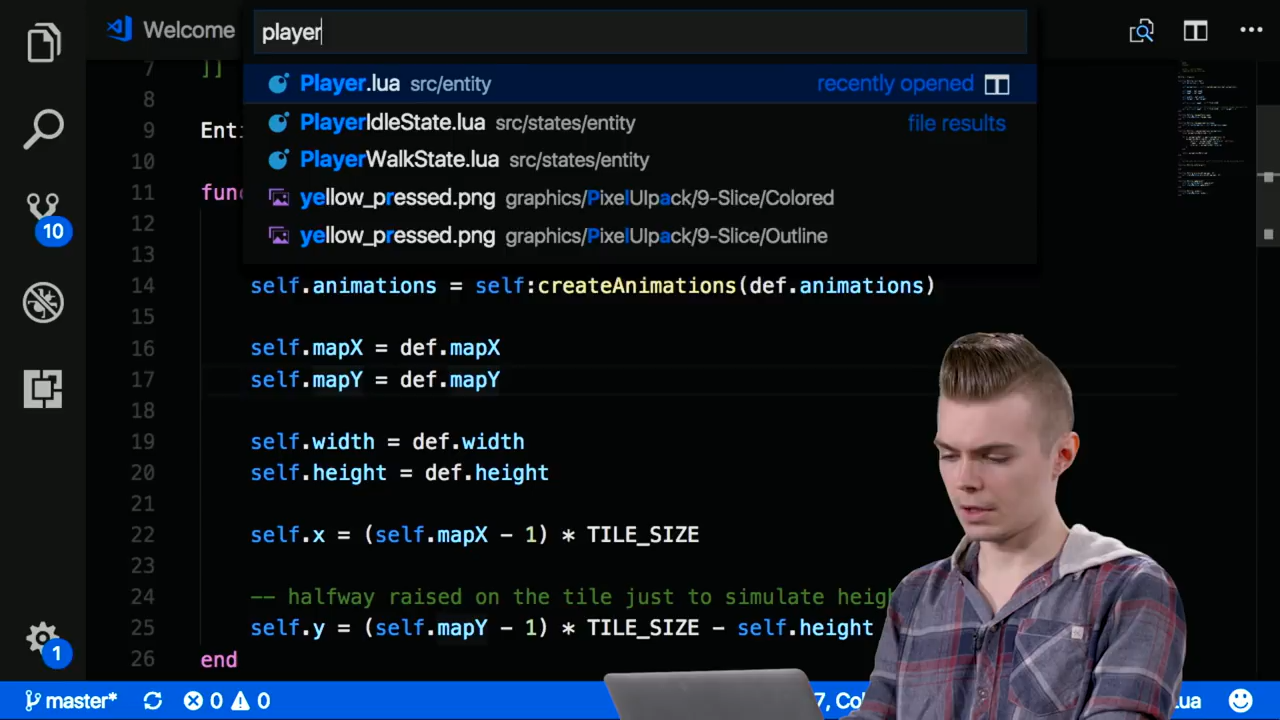 Welcome
player
7 ]]
Player.lua src/entity recently opened
8
PlayerIdleState.lua src/states/entity file results
9 Enti
PlayerWalkState.lua src/states/entity
10
11 func
yellow_pressed.png graphics/PixelUIpack/9-Slice/Colored
12
yellow_pressed.png graphics/PixelUIpack/9-Slice/Outline
13
14 self.animations = self:createAnimations(def.animations)
15
16 self.mapX = def.mapX
17 self.mapY = def.mapY
18
19 self.width = def.width
20 self.height = def.height
21
22 self.x = (self.mapX - 1) * TILE_SIZE
23
24 -- halfway raised on the tile just to simulate heig
25 self.y = (self.mapY - 1) * TILE_SIZE - self.height
26 end
10
1
master* 0 0 7, Co ua